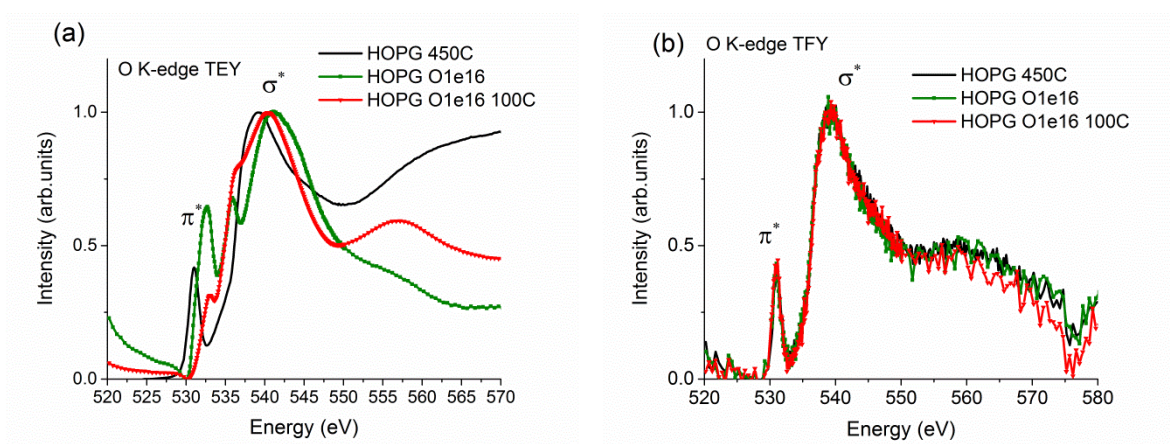 (a)
O K-edge TEY
HOPG 450C
HOPG O1e16
HOPG O1e16 100C
σ*
π*
1.0
0.5
0.0
Intensity (arb.units)
520 525 530 535 540 545 550 555 560 565 570
Energy (eV)
(b)
O K-edge TFY
HOPG 450C
HOPG O1e16
HOPG O1e16 100C
σ*
π*
1.0
0.5
0.0
Intensity (arb.units)
520 530 540 550 560 570 580
Energy (eV)